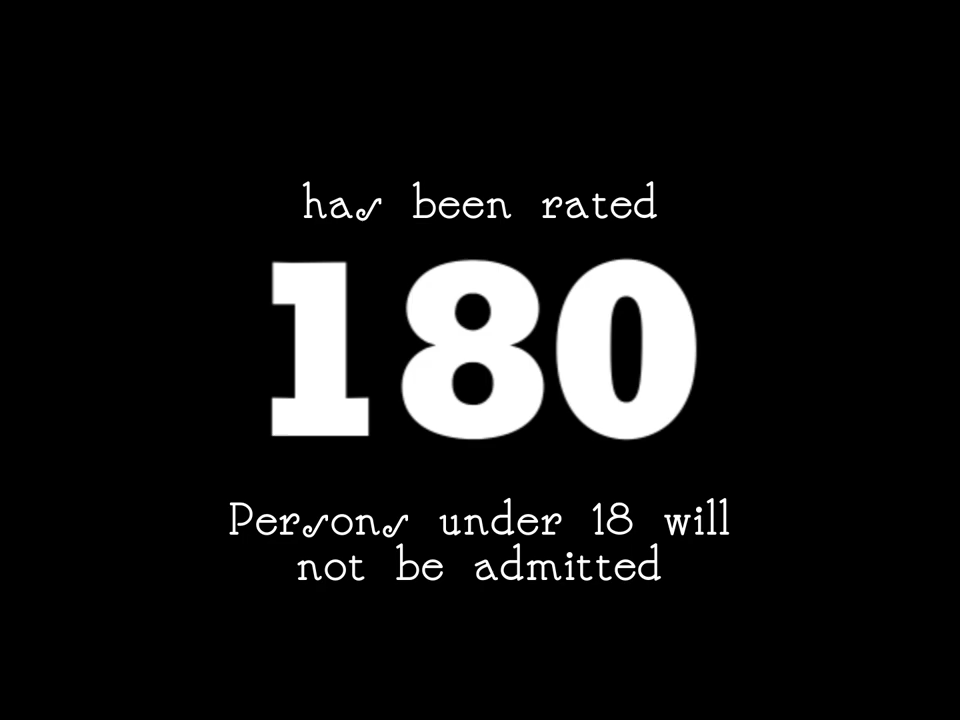 has been rated
180
Persons under 18 will
not be admitted